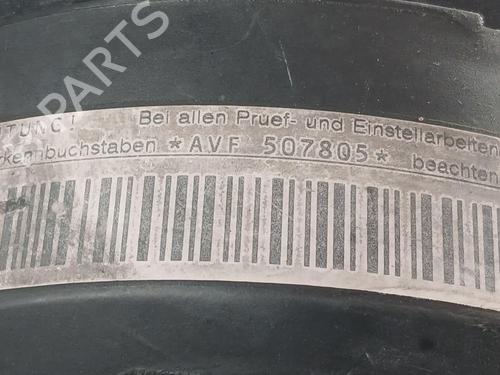 PARTS
TUNG! Bei allen Pruef- und Einstellarbeiten
kennbuchstaben *AVF 507805* beachten